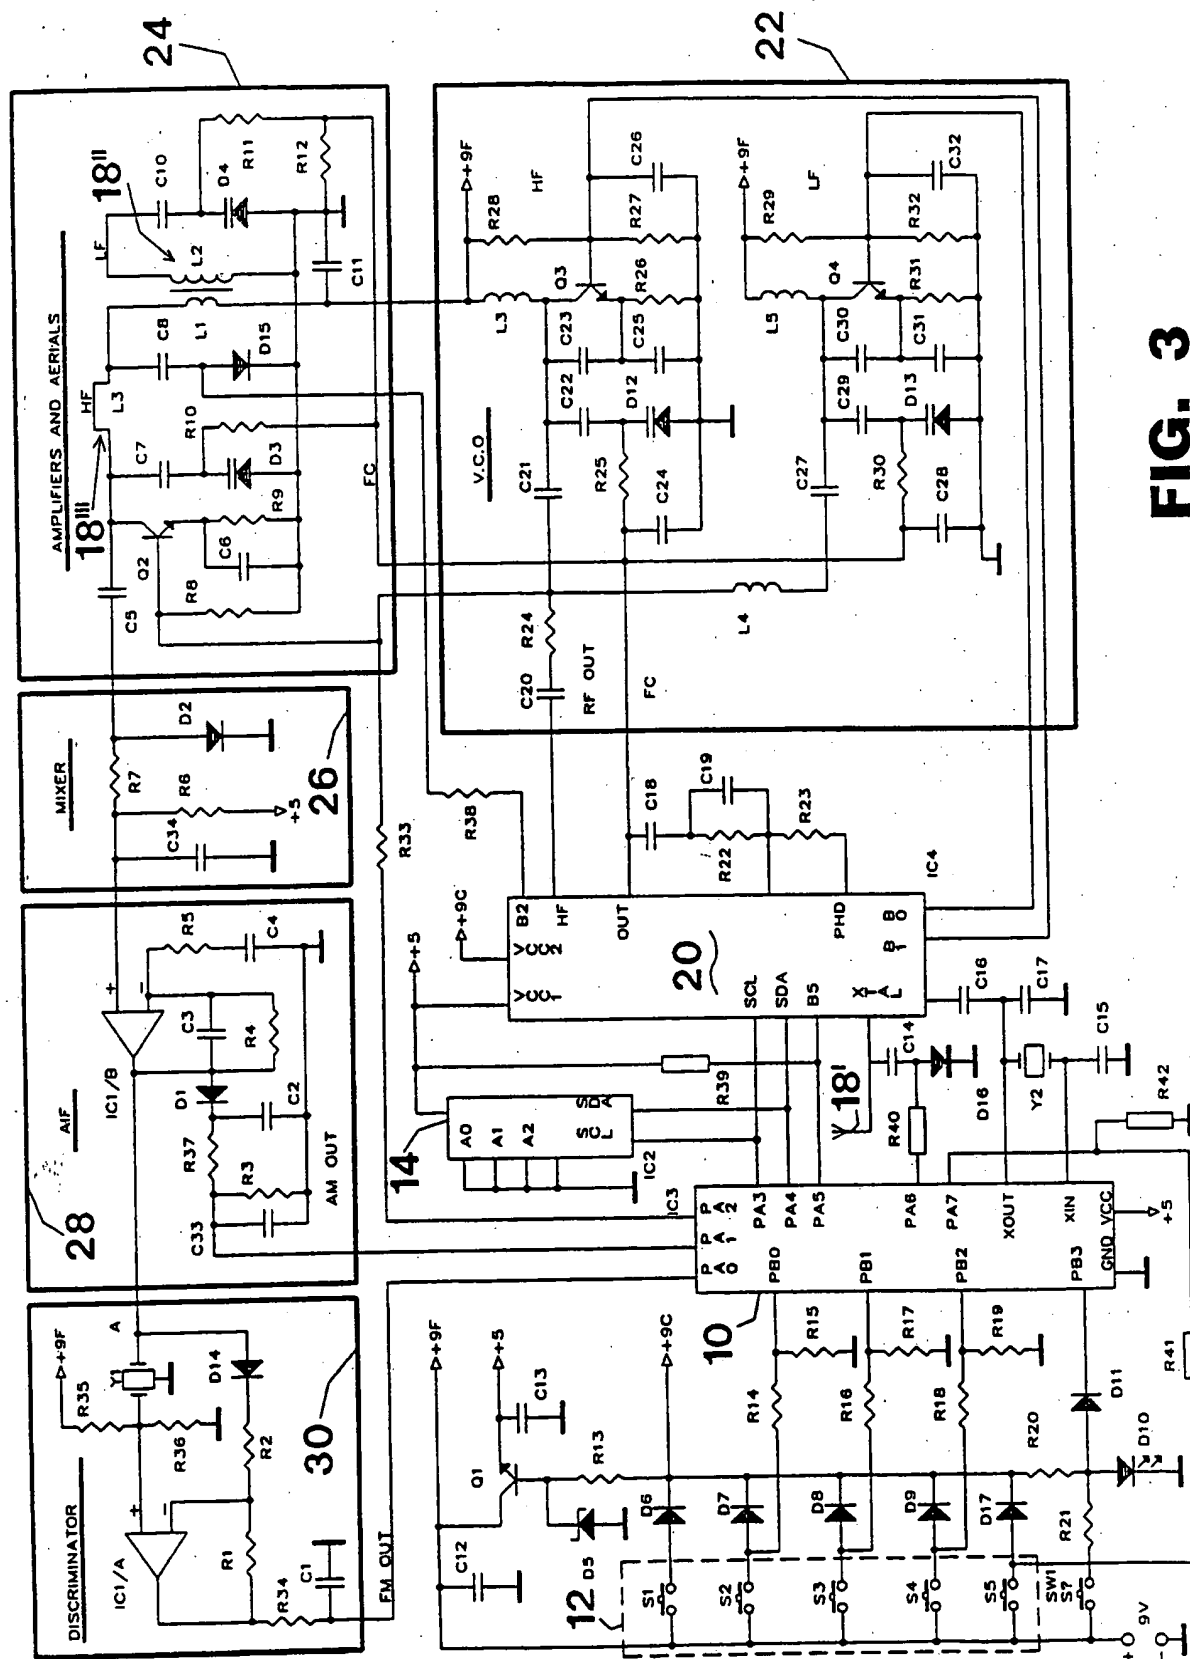 24
AMPLIFIERS AND AERIALS
18"
18'''
HF
L3
LF
L2
L1
C5
Q2
R8
C6
R9
C7
D3
R10
FC
C8
D15
C10
D4
R11
R12
C11
22
V.C.O
+9F
HF
R28
L3
Q3
C26
R27
R26
C23
C25
C22
D12
C21
R25
C24
+9F
LF
R29
L5
Q4
C32
R32
R31
C30
C31
C29
D13
C27
R30
C28
L4
R24
C20
RF OUT
FC
MIXER
D2
R7
R6
+5
C34
26
R33
R38
C18
C19
R22
R23
IC4
AIF
28
IC1/B
+
−
R5
C4
C3
R4
D1
C2
R37
R3
C33
AM OUT
+9C
+5
VCC1
VCC2
B2
HF
OUT
PHD
20
SCL
SDA
B5
XTAL
B1
B0
14
A0
A1
A2
SCL
SDA
IC2
R39
18'
C14
R40
D16
C16
C17
Y2
C15
R42
IC3
PA0
PA1
PA2
PA3
PA4
PA5
PA6
PA7
XOUT
XIN
VCC
GND
+5
PB0
PB1
PB2
PB3
10
DISCRIMINATOR
30
IC1/A
+
−
A
+9F
R35
Y1
R36
D14
R2
R1
R34
C1
FM OUT
+9F
+5
C13
Q1
C12
D5
R13
+9C
D6
D7
D8
D9
D17
R14
R15
R16
R17
R18
R19
R20
D11
D10
R21
R41
12
S1
S2
S3
S4
S5
SW1
S7
9V
+
−
FIG. 3